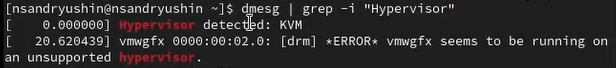 [nsandryushin@nsandryushin ~]$ dmesg | grep -i "Hypervisor"
[    0.000000] Hypervisor detected: KVM
[   20.620439] vmwgfx 0000:00:02.0: [drm] *ERROR* vmwgfx seems to be running on
an unsupported hypervisor.